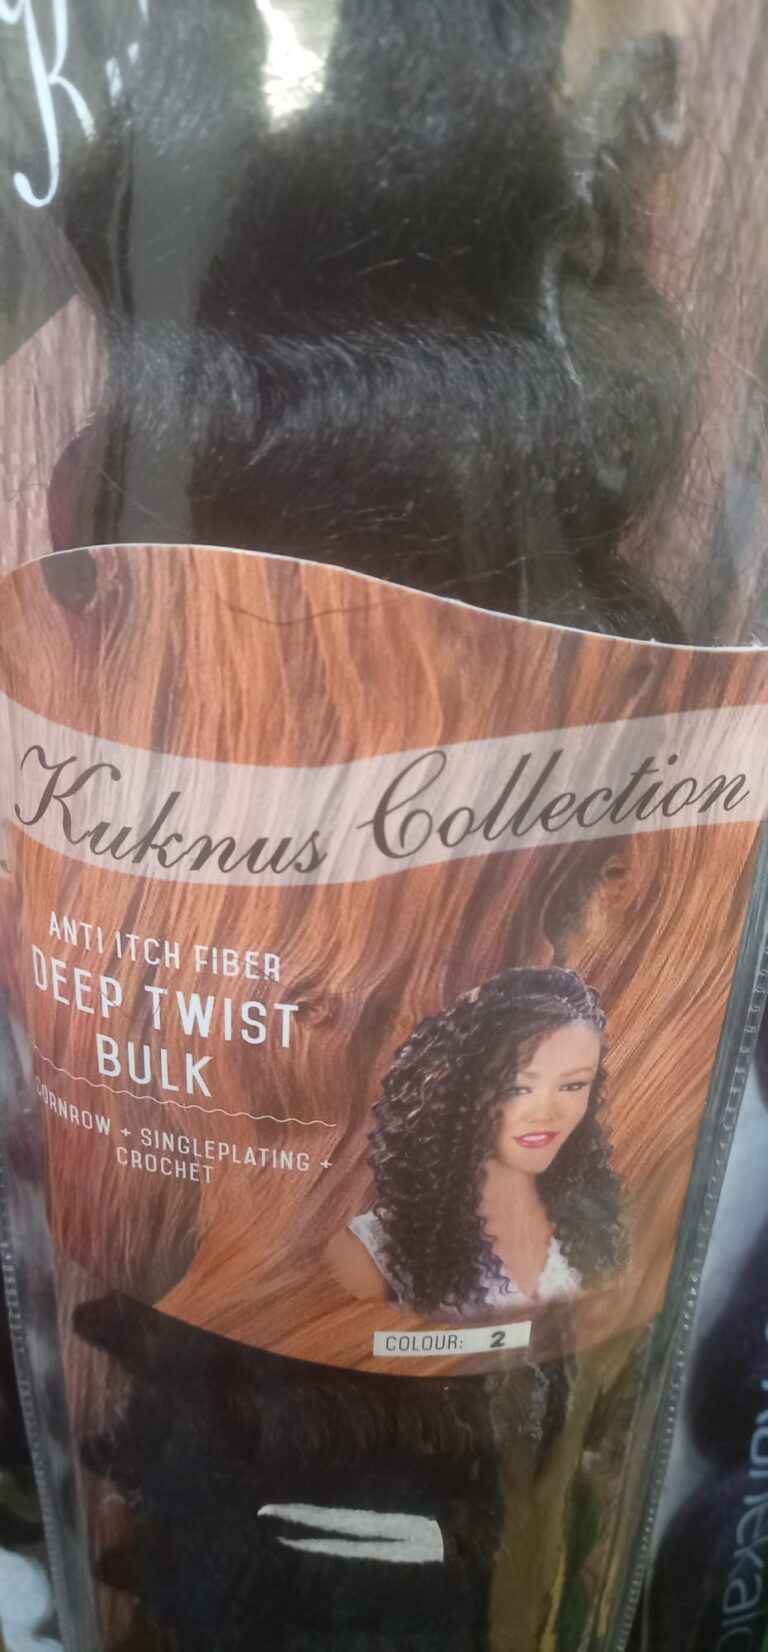 Kuknus Collection
ANTI ITCH FIBER
DEEP TWIST
BULK
CORNROW + SINGLEPLATING +
CROCHET
COLOUR: 2